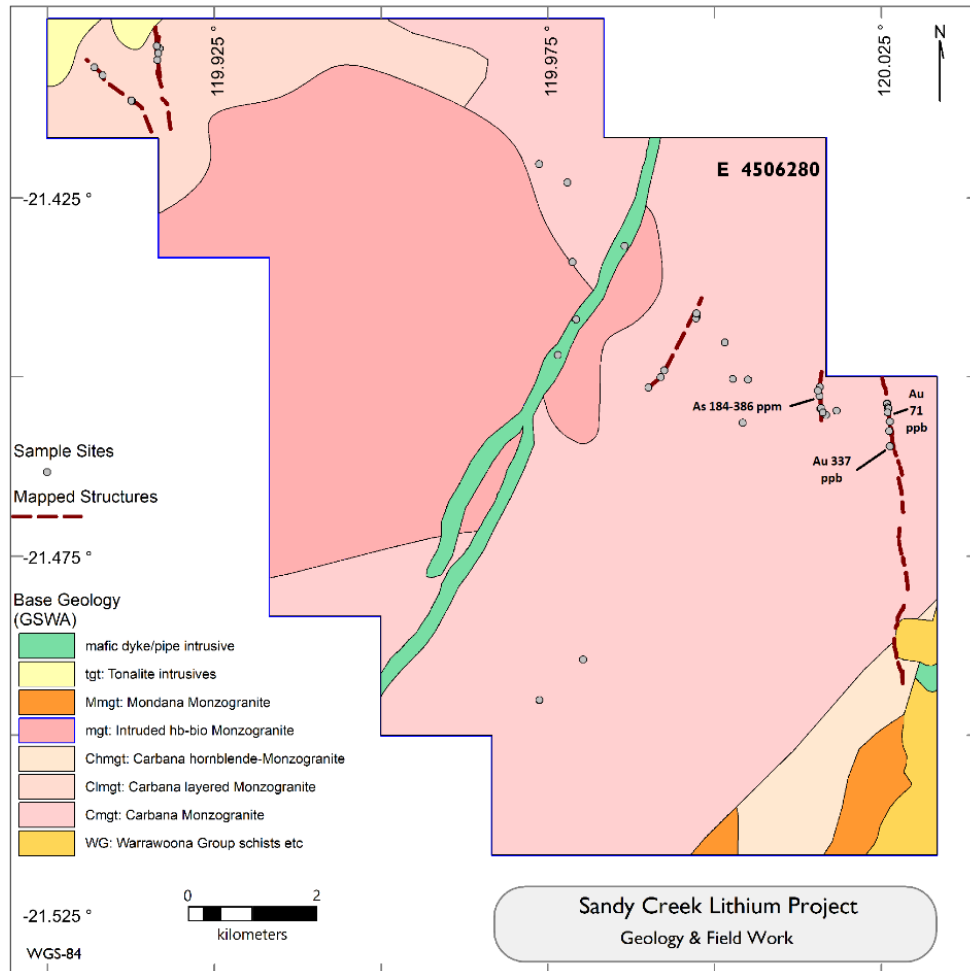 119.925 °
119.975 °
120.025 °
N
E 4506280
-21.425 °
As 184-386 ppm
Au
71
ppb
Au 337
ppb
Sample Sites
Mapped Structures
-21.475 °
Base Geology
(GSWA)
mafic dyke/pipe intrusive
tgt: Tonalite intrusives
Mmgt: Mondana Monzogranite
mgt: Intruded hb-bio Monzogranite
Chmgt: Carbana hornblende-Monzogranite
Clmgt: Carbana layered Monzogranite
Cmgt: Carbana Monzogranite
WG: Warrawoona Group schists etc
0 2
kilometers
-21.525 °
WGS-84
Sandy Creek Lithium Project
Geology & Field Work